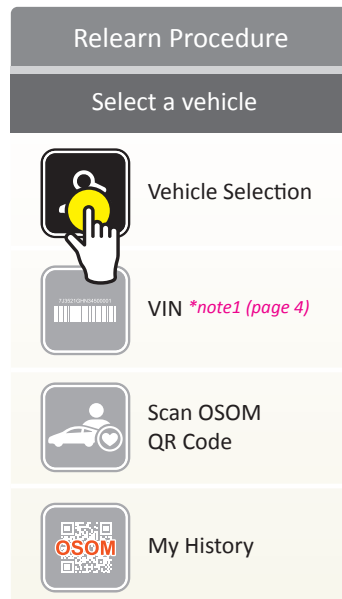 Relearn Procedure
Select a vehicle
Vehicle Selection
VIN *note1 (page 4)
Scan OSOM
QR Code
OSOM
My History